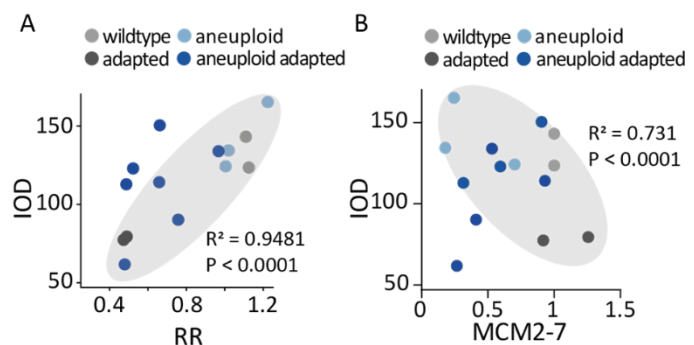 A
wildtype aneuploid
adapted aneuploid adapted
IOD
150
100
50
R² = 0.9481
P < 0.0001
0.4 0.8 1.2
RR
B
wildtype aneuploid
adapted aneuploid adapted
IOD
150
100
50
R² = 0.731
P < 0.0001
0 0.5 1 1.5
MCM2-7